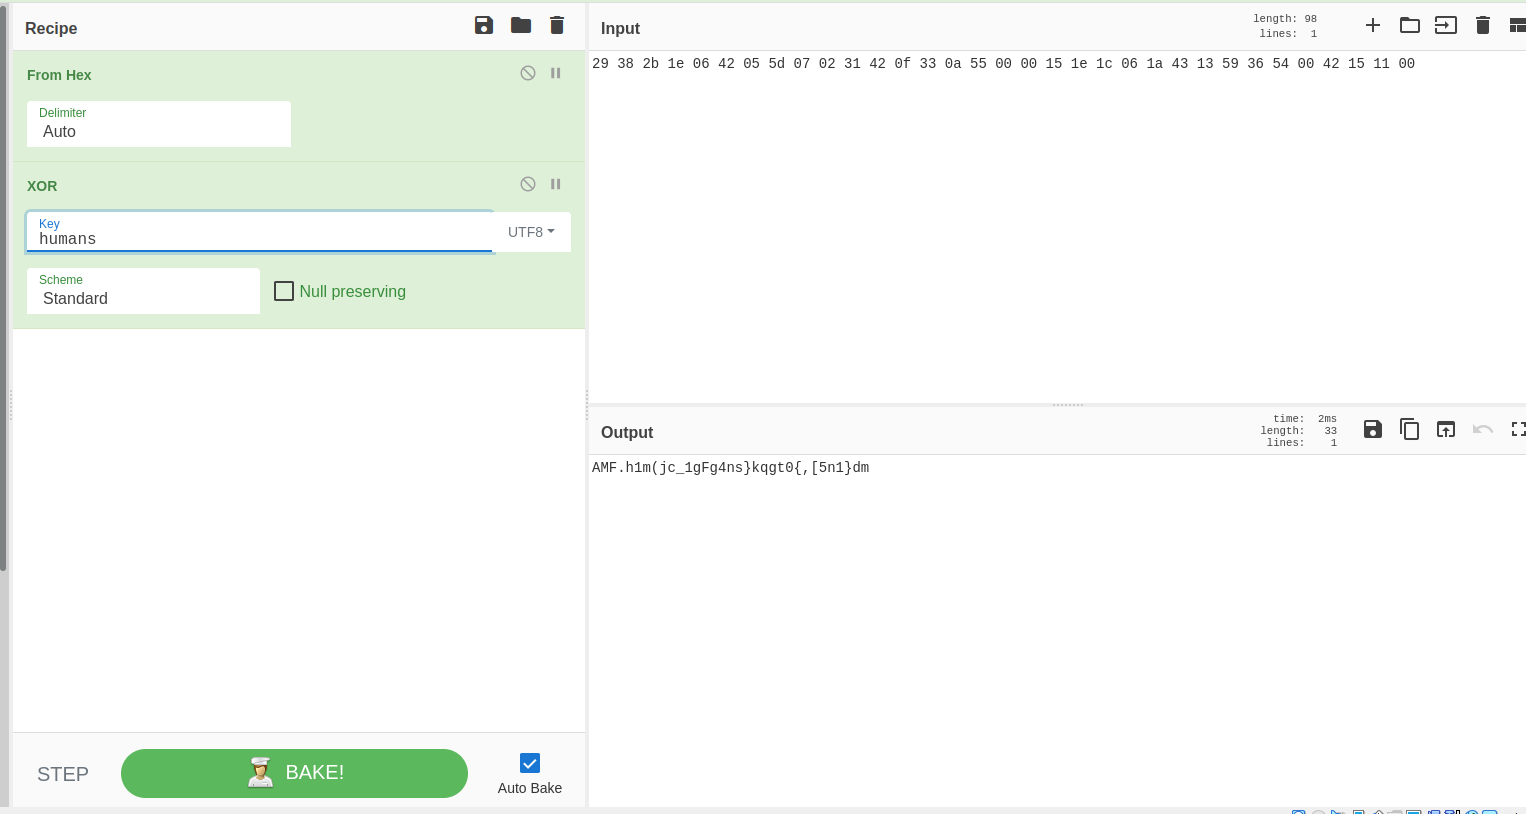 Recipe
From Hex
Delimiter
Auto
XOR
Key
humans
UTF8
Scheme
Standard
Null preserving
STEP
BAKE!
Auto Bake
Input
length: 98
lines: 1
29 38 2b 1e 06 42 05 5d 07 02 31 42 0f 33 0a 55 00 00 15 1e 1c 06 1a 43 13 59 36 54 00 42 15 11 00
Output
time: 2ms
length: 33
lines: 1
AMF.h1m(jc_1gFg4ns}kqgt0{,[5n1}dm